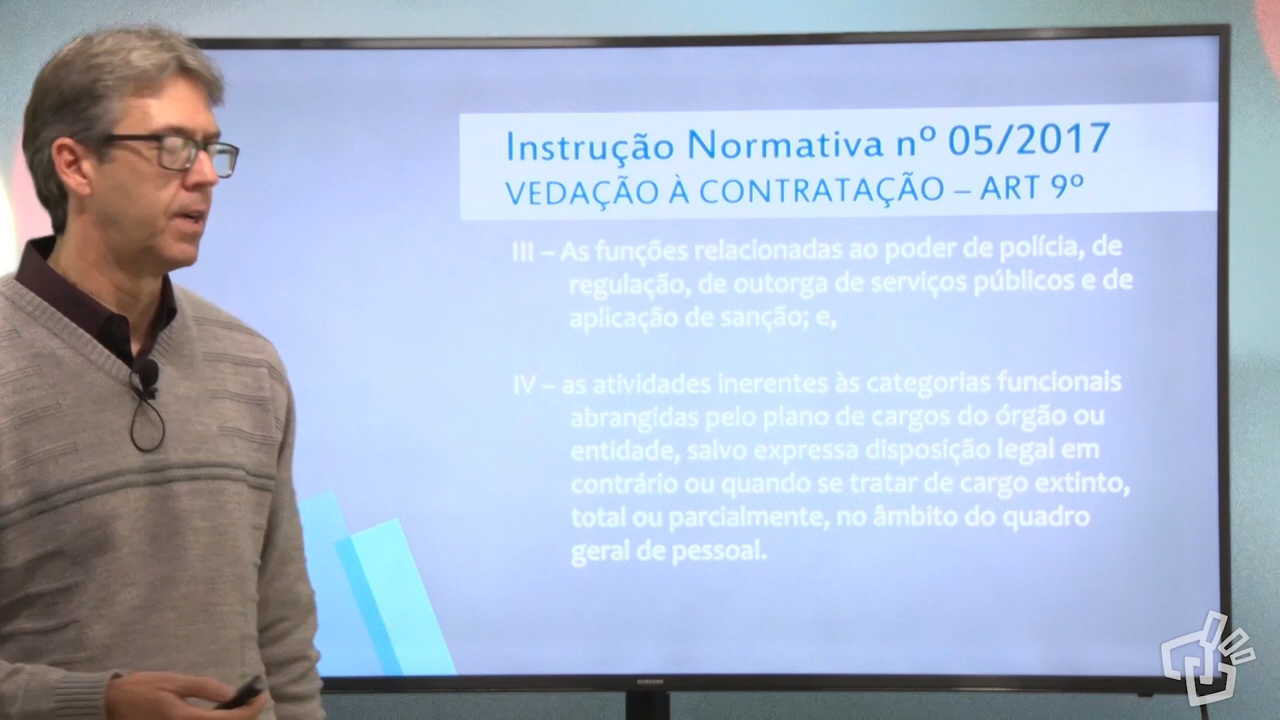 Instrução Normativa nº 05/2017
VEDAÇÃO À CONTRATAÇÃO – ART 9º
III – As funções relacionadas ao poder de polícia, de
regulação, de outorga de serviços públicos e de
aplicação de sanção; e,
IV – as atividades inerentes às categorias funcionais
abrangidas pelo plano de cargos do órgão ou
entidade, salvo expressa disposição legal em
contrário ou quando se tratar de cargo extinto,
total ou parcialmente, no âmbito do quadro
geral de pessoal.
SAMSUNG